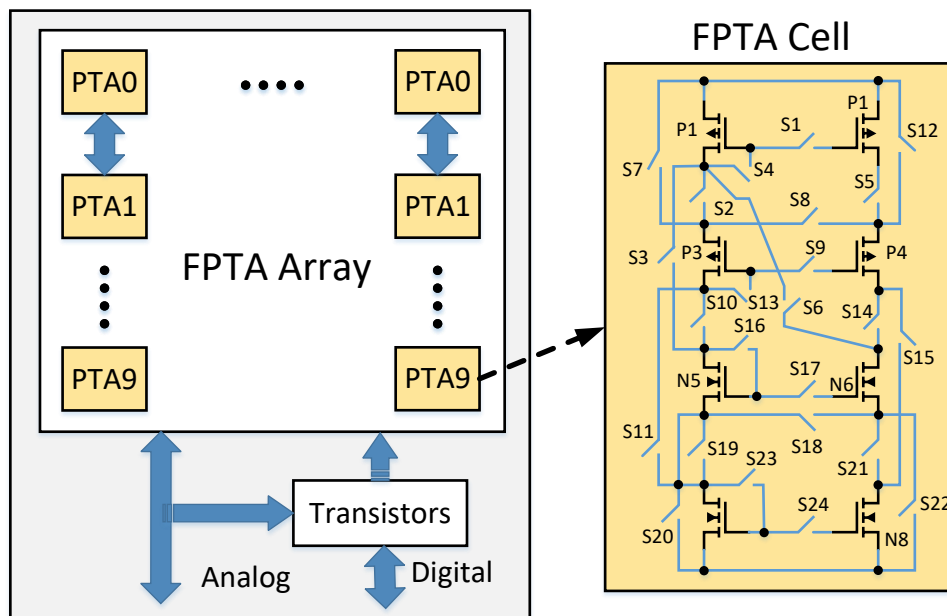 FPTA Cell
PTA0
PTA0
PTA1
PTA1
FPTA Array
PTA9
PTA9
Transistors
Analog
Digital
P1
P1
S1
S12
S7
S4
S5
S2
S8
S3
P3
S9
P4
S10
S13
S6
S14
S16
S15
N5
S17
N6
S11
S19
S18
S23
S21
S20
S24
S22
N8